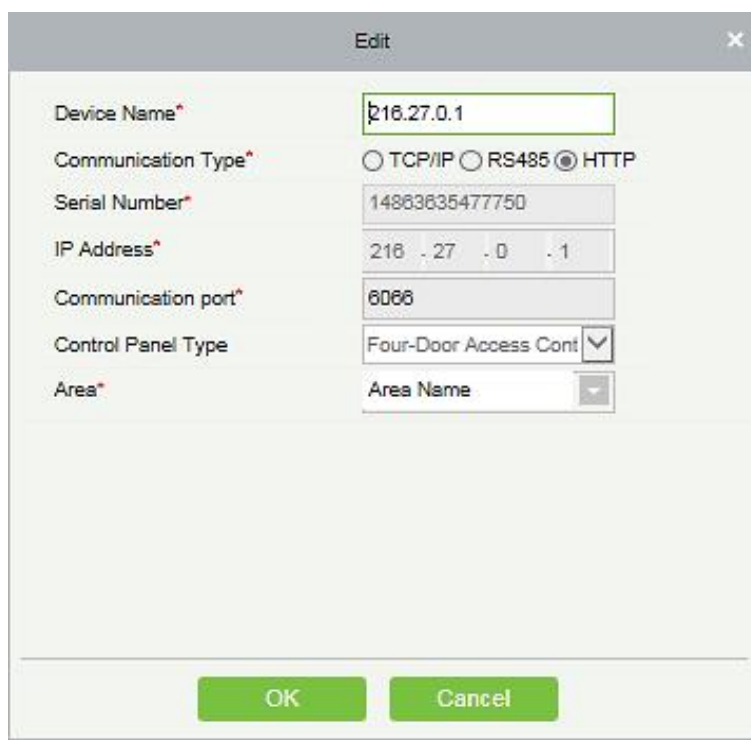 Edit ×
Device Name* 216.27.0.1
Communication Type* TCP/IP RS485 HTTP
Serial Number* 14863635477750
IP Address* 216 . 27 . 0 . 1
Communication port* 6066
Control Panel Type Four-Door Access Cont
Area* Area Name
OK Cancel